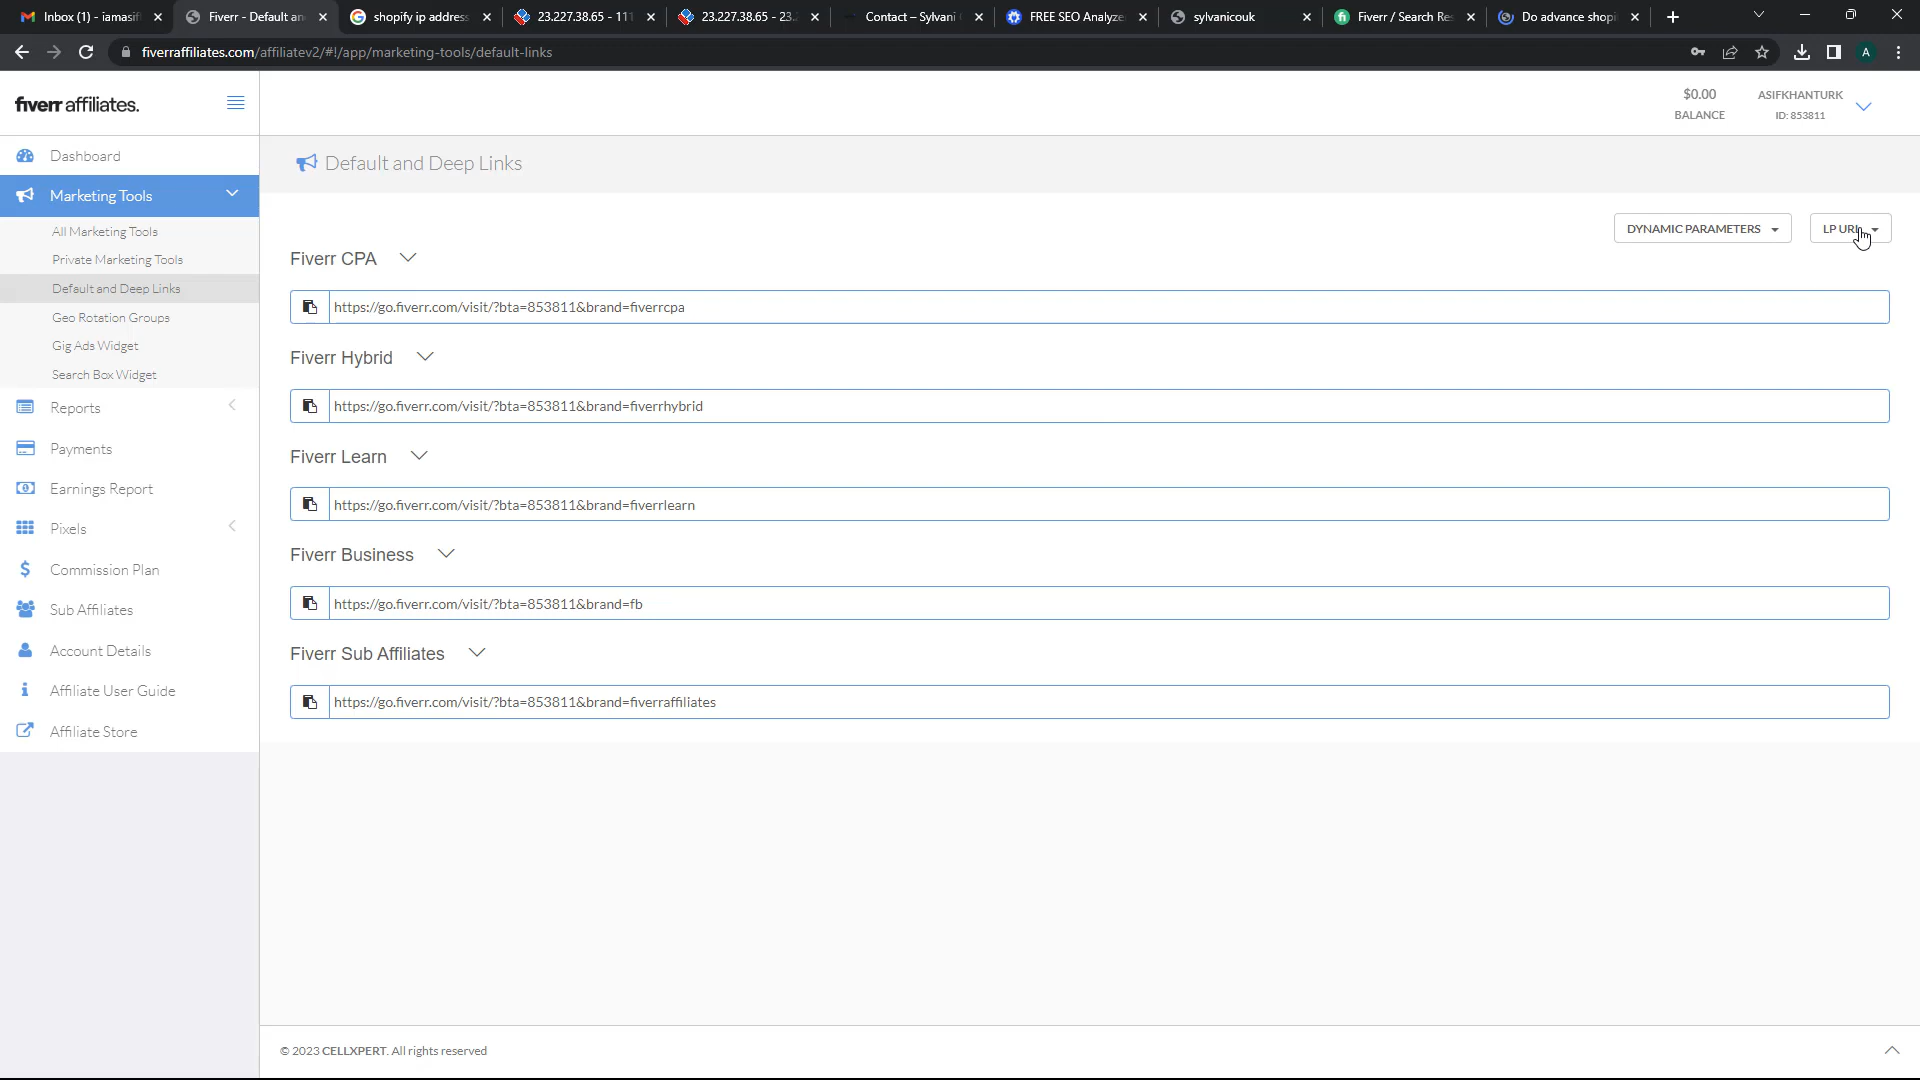 Inbox (1) - iamasif
Fiverr - Default an
shopify ip address
23.227.38.65 - 111
23.227.38.65 - 23.
Contact – Sylvani
FREE SEO Analyze
sylvanicouk
Fiverr / Search Re
Do advance shopi
fiverraffiliates.com/affiliatev2/#!/app/marketing-tools/default-links
A
fiverr affiliates.
$0.00
BALANCE
ASIFKHANTURK
ID: 853811
Dashboard
Marketing Tools
All Marketing Tools
Private Marketing Tools
Default and Deep Links
Geo Rotation Groups
Gig Ads Widget
Search Box Widget
Reports
Payments
Earnings Report
Pixels
Commission Plan
Sub Affiliates
Account Details
Affiliate User Guide
Affiliate Store
Default and Deep Links
DYNAMIC PARAMETERS
LP URL
Fiverr CPA
https://go.fiverr.com/visit/?bta=853811&brand=fiverrcpa
Fiverr Hybrid
https://go.fiverr.com/visit/?bta=853811&brand=fiverrhybrid
Fiverr Learn
https://go.fiverr.com/visit/?bta=853811&brand=fiverrlearn
Fiverr Business
https://go.fiverr.com/visit/?bta=853811&brand=fb
Fiverr Sub Affiliates
https://go.fiverr.com/visit/?bta=853811&brand=fiverraffiliates
© 2023 CELLXPERT. All rights reserved